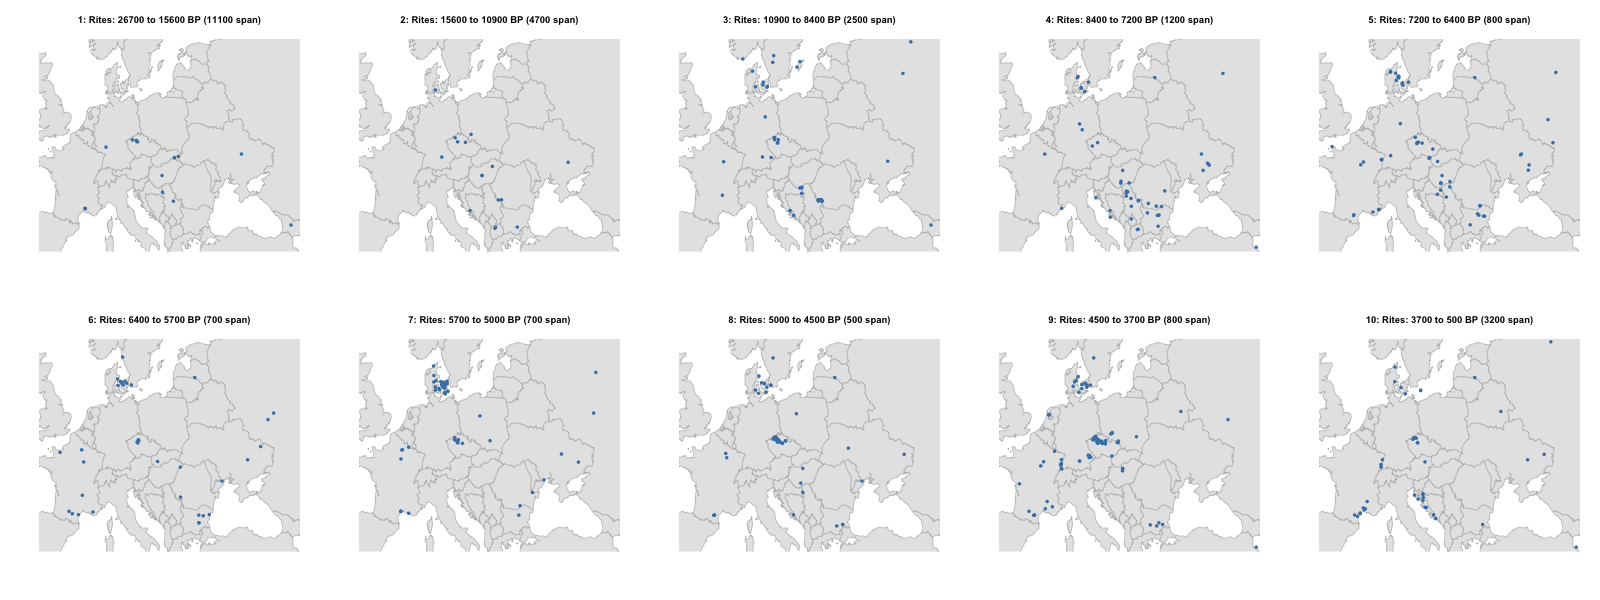 1: Rites: 26700 to 15600 BP (11100 span)
2: Rites: 15600 to 10900 BP (4700 span)
3: Rites: 10900 to 8400 BP (2500 span)
4: Rites: 8400 to 7200 BP (1200 span)
5: Rites: 7200 to 6400 BP (800 span)
6: Rites: 6400 to 5700 BP (700 span)
7: Rites: 5700 to 5000 BP (700 span)
8: Rites: 5000 to 4500 BP (500 span)
9: Rites: 4500 to 3700 BP (800 span)
10: Rites: 3700 to 500 BP (3200 span)